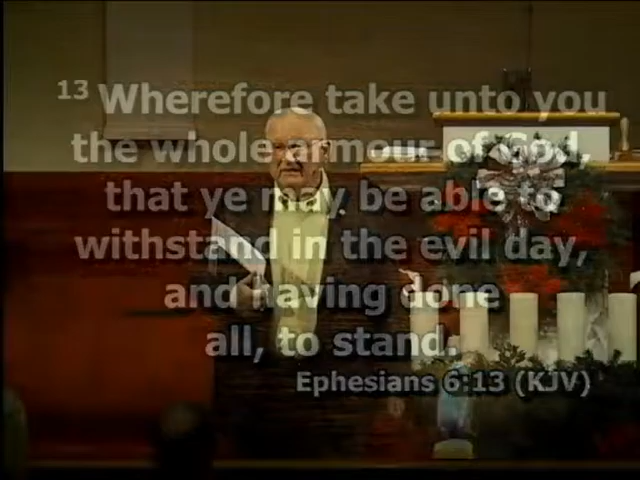 13 Wherefore take unto you
the whole armour of God,
that ye may be able to
withstand in the evil day,
and having done
all, to stand.
Ephesians 6:13 (KJV)